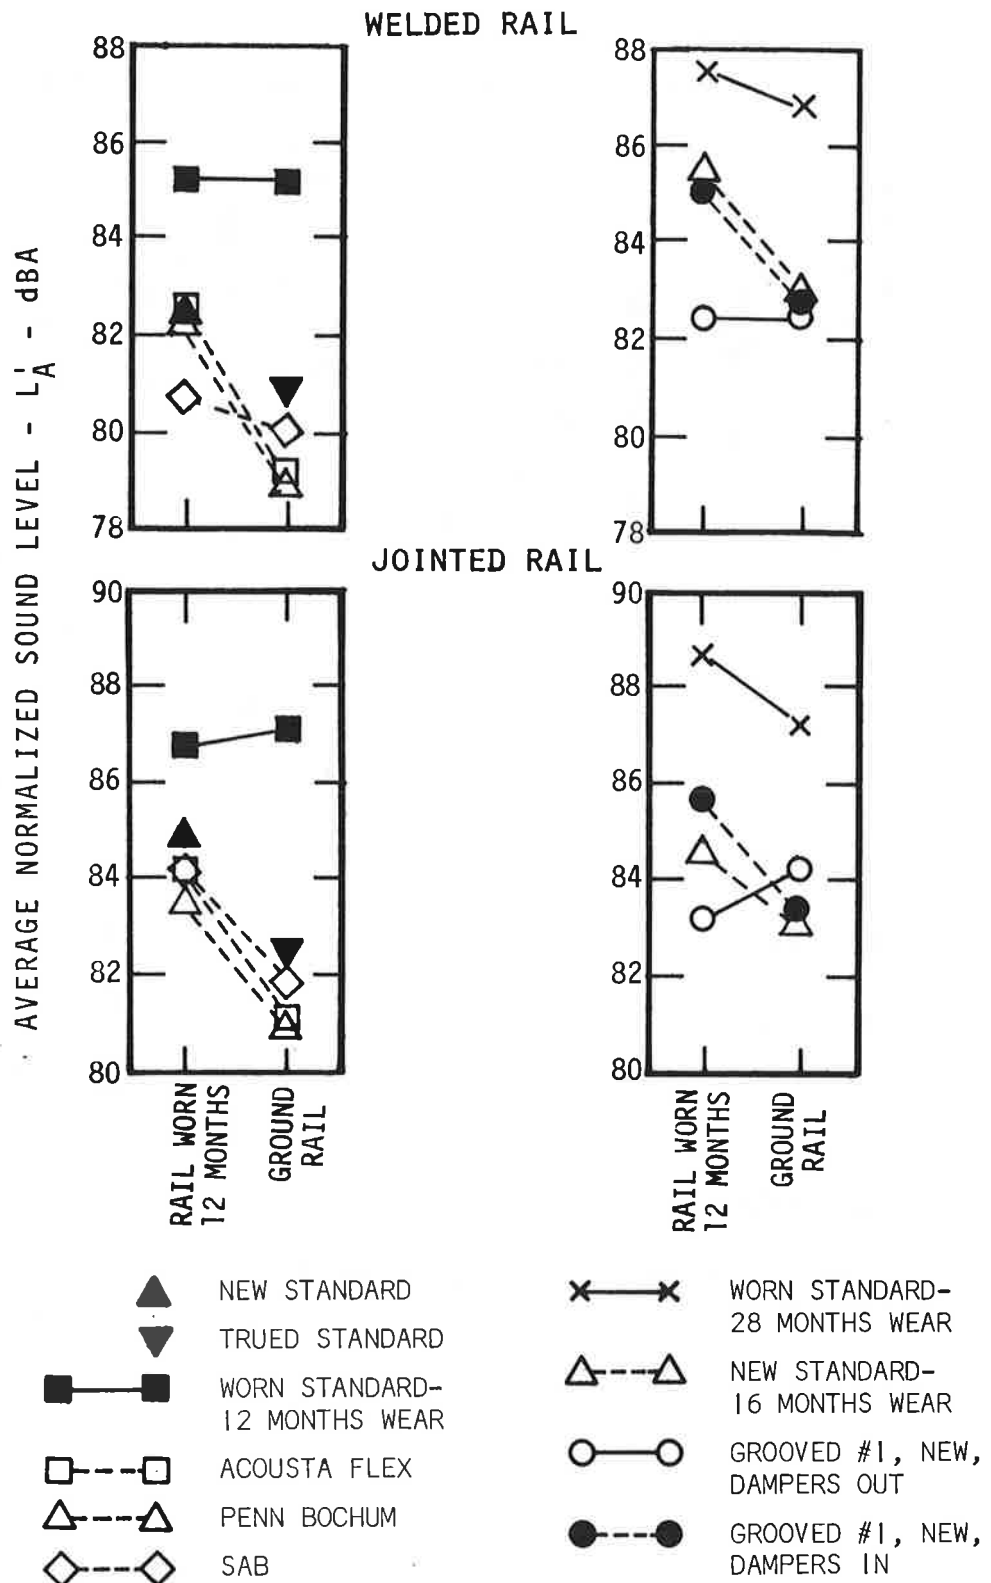 WELDED RAIL
88
86
84
82
80
78
88
86
84
82
80
78
AVERAGE NORMALIZED SOUND LEVEL - L'A - dBA
JOINTED RAIL
90
88
86
84
82
80
90
88
86
84
82
80
RAIL WORN
12 MONTHS
GROUND
RAIL
RAIL WORN
12 MONTHS
GROUND
RAIL
NEW STANDARD
TRUED STANDARD
WORN STANDARD-
12 MONTHS WEAR
ACOUSTA FLEX
PENN BOCHUM
SAB
WORN STANDARD-
28 MONTHS WEAR
NEW STANDARD-
16 MONTHS WEAR
GROOVED #1, NEW,
DAMPERS OUT
GROOVED #1, NEW,
DAMPERS IN